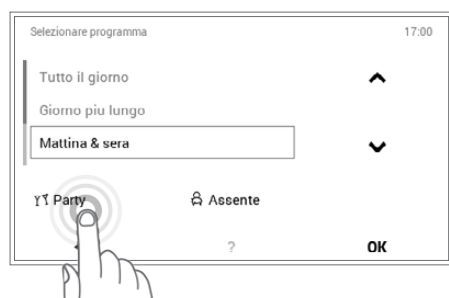 Selezionare programma 17:00
Tutto il giorno
Giorno piu lungo
Mattina & sera
Party Assente
? OK